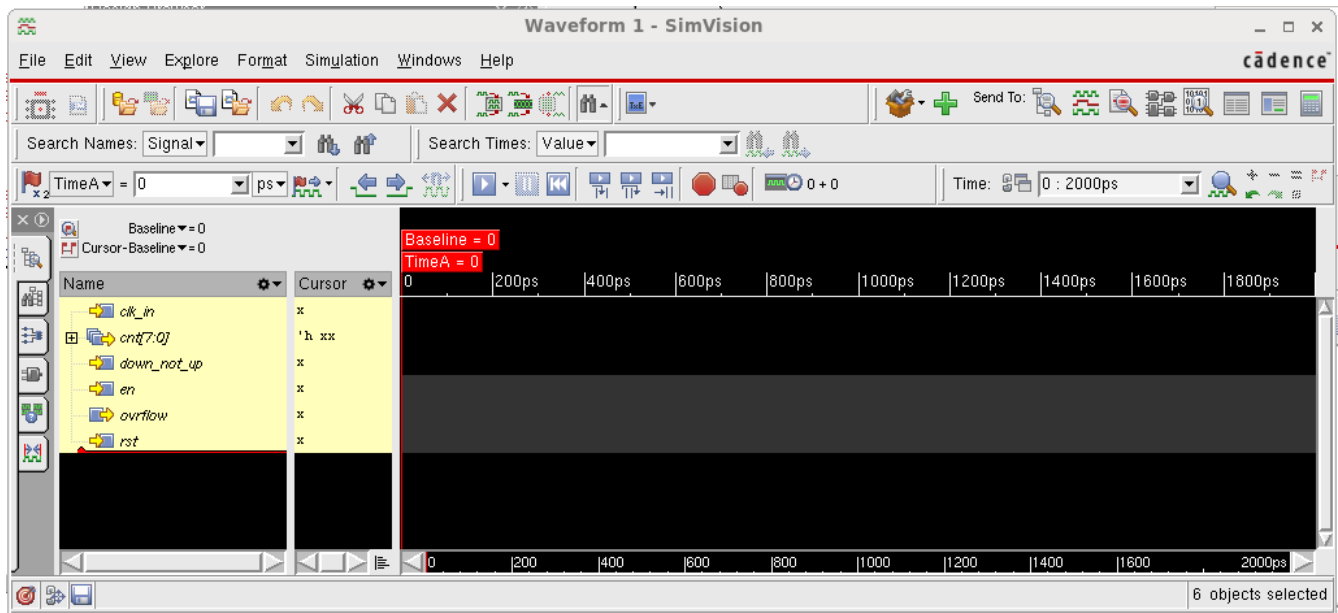 Waveform 1 - SimVision
File Edit View Explore Format Simulation Windows Help
cādence
Send To:
Search Names: Signal
Search Times: Value
x2 TimeA = 0 ps
0 + 0
Time: 0 : 2000ps
Baseline = 0
Cursor-Baseline = 0
Baseline = 0
TimeA = 0
Name Cursor
0 200ps 400ps 600ps 800ps 1000ps 1200ps 1400ps 1600ps 1800ps
clk_in x
cnt[7:0] 'h xx
down_not_up x
en x
ovrflow x
rst x
0 200 400 600 800 1000 1200 1400 1600 2000ps
6 objects selected